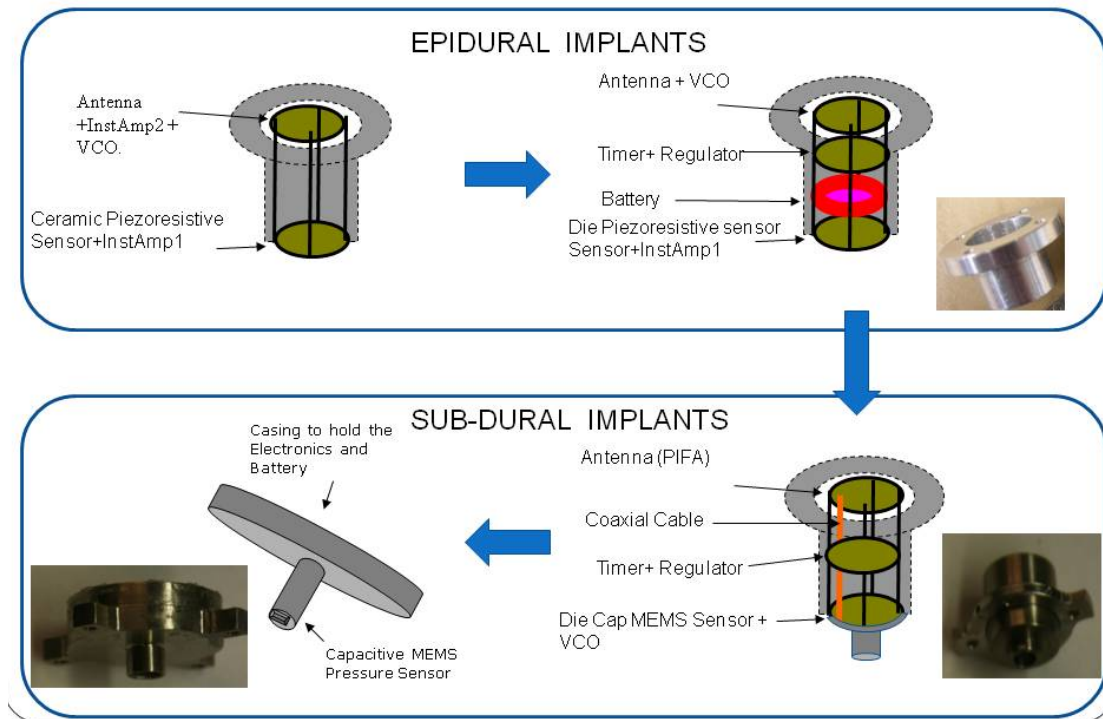 EPIDURAL IMPLANTS
Antenna
+InstAmp2 +
VCO.
Ceramic Piezoresistive
Sensor+InstAmp1
Antenna + VCO
Timer+ Regulator
Battery
Die Piezoresistive sensor
Sensor+InstAmp1
SUB-DURAL IMPLANTS
Casing to hold the
Electronics and
Battery
Capacitive MEMS
Pressure Sensor
Antenna (PIFA)
Coaxial Cable
Timer+ Regulator
Die Cap MEMS Sensor +
VCO